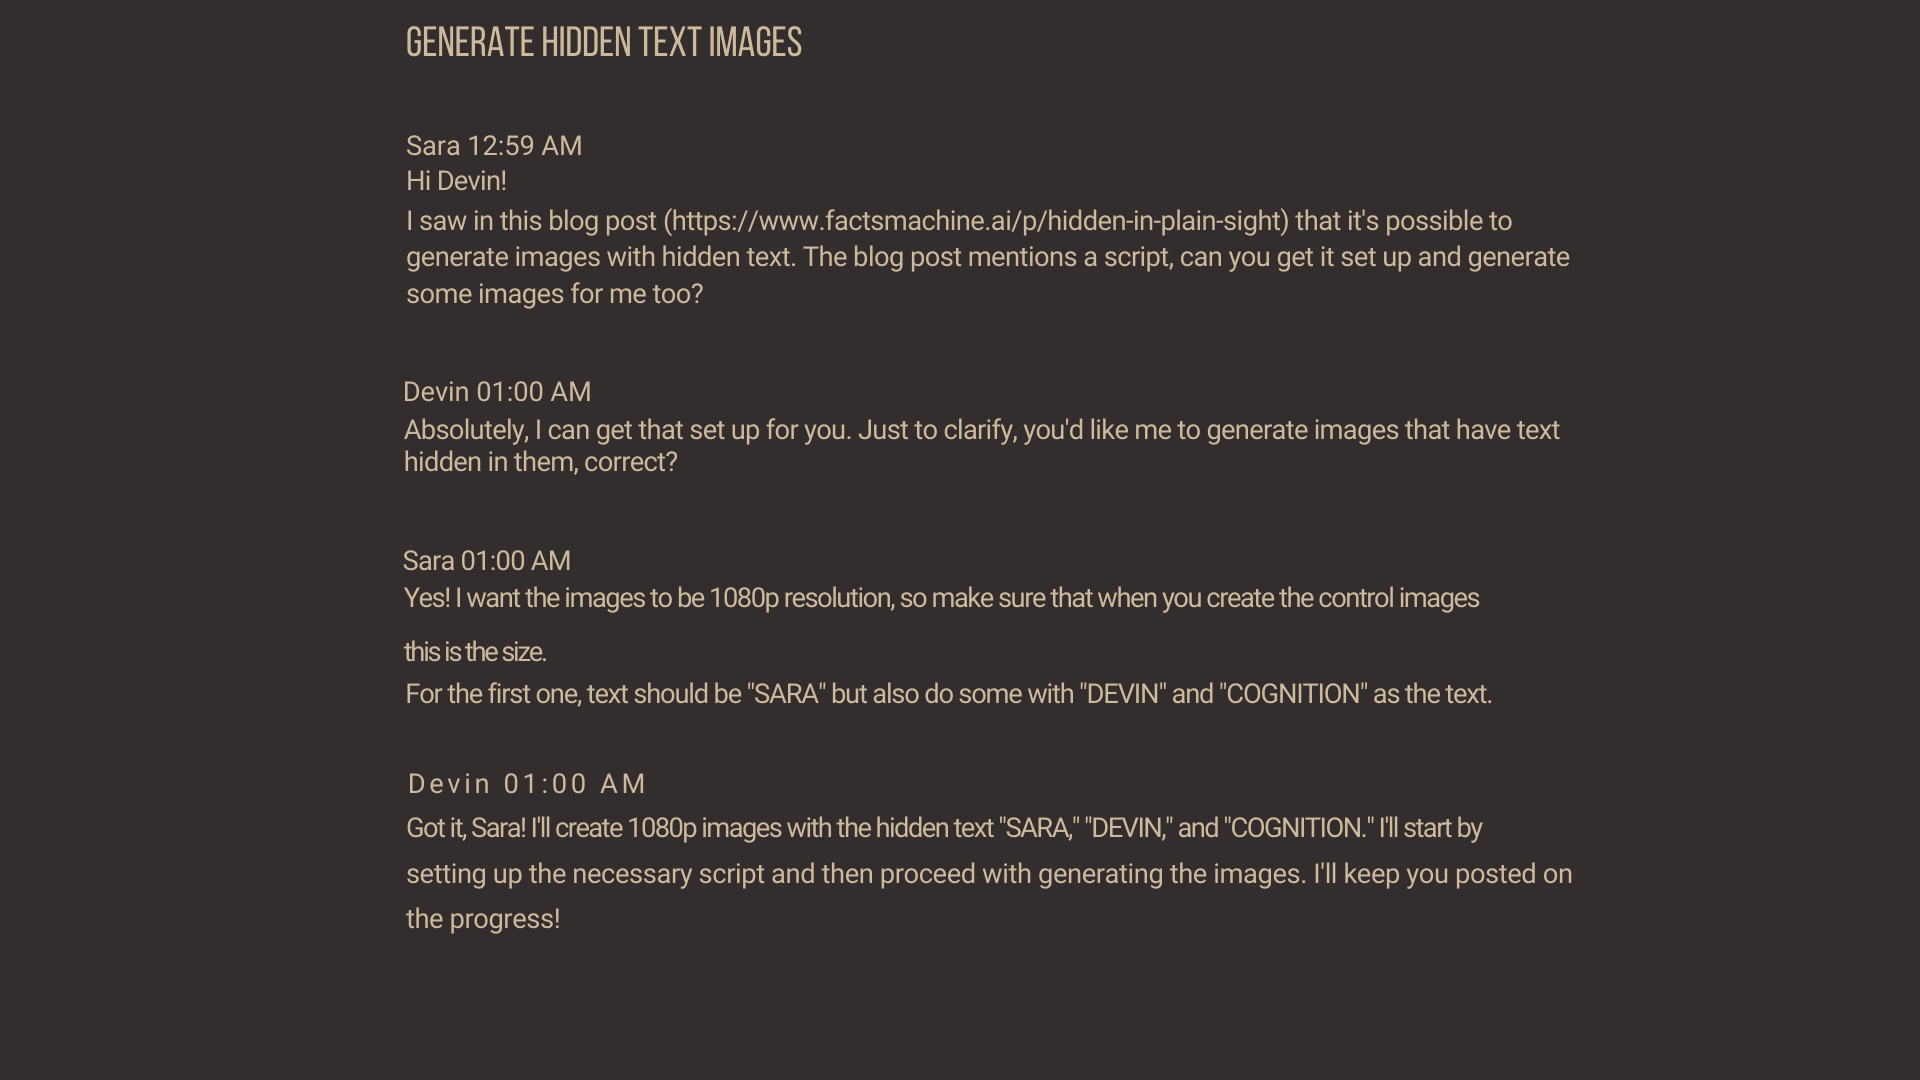 GENERATE HIDDEN TEXT IMAGES
Sara 12:59 AM
Hi Devin!
I saw in this blog post (https://www.factsmachine.ai/p/hidden-in-plain-sight) that it's possible to
generate images with hidden text. The blog post mentions a script, can you get it set up and generate
some images for me too?
Devin 01:00 AM
Absolutely, I can get that set up for you. Just to clarify, you'd like me to generate images that have text
hidden in them, correct?
Sara 01:00 AM
Yes! I want the images to be 1080p resolution, so make sure that when you create the control images
this is the size.
For the first one, text should be "SARA" but also do some with "DEVIN" and "COGNITION" as the text.
Devin 01:00 AM
Got it, Sara! I'll create 1080p images with the hidden text "SARA," "DEVIN," and "COGNITION." I'll start by
setting up the necessary script and then proceed with generating the images. I'll keep you posted on
the progress!